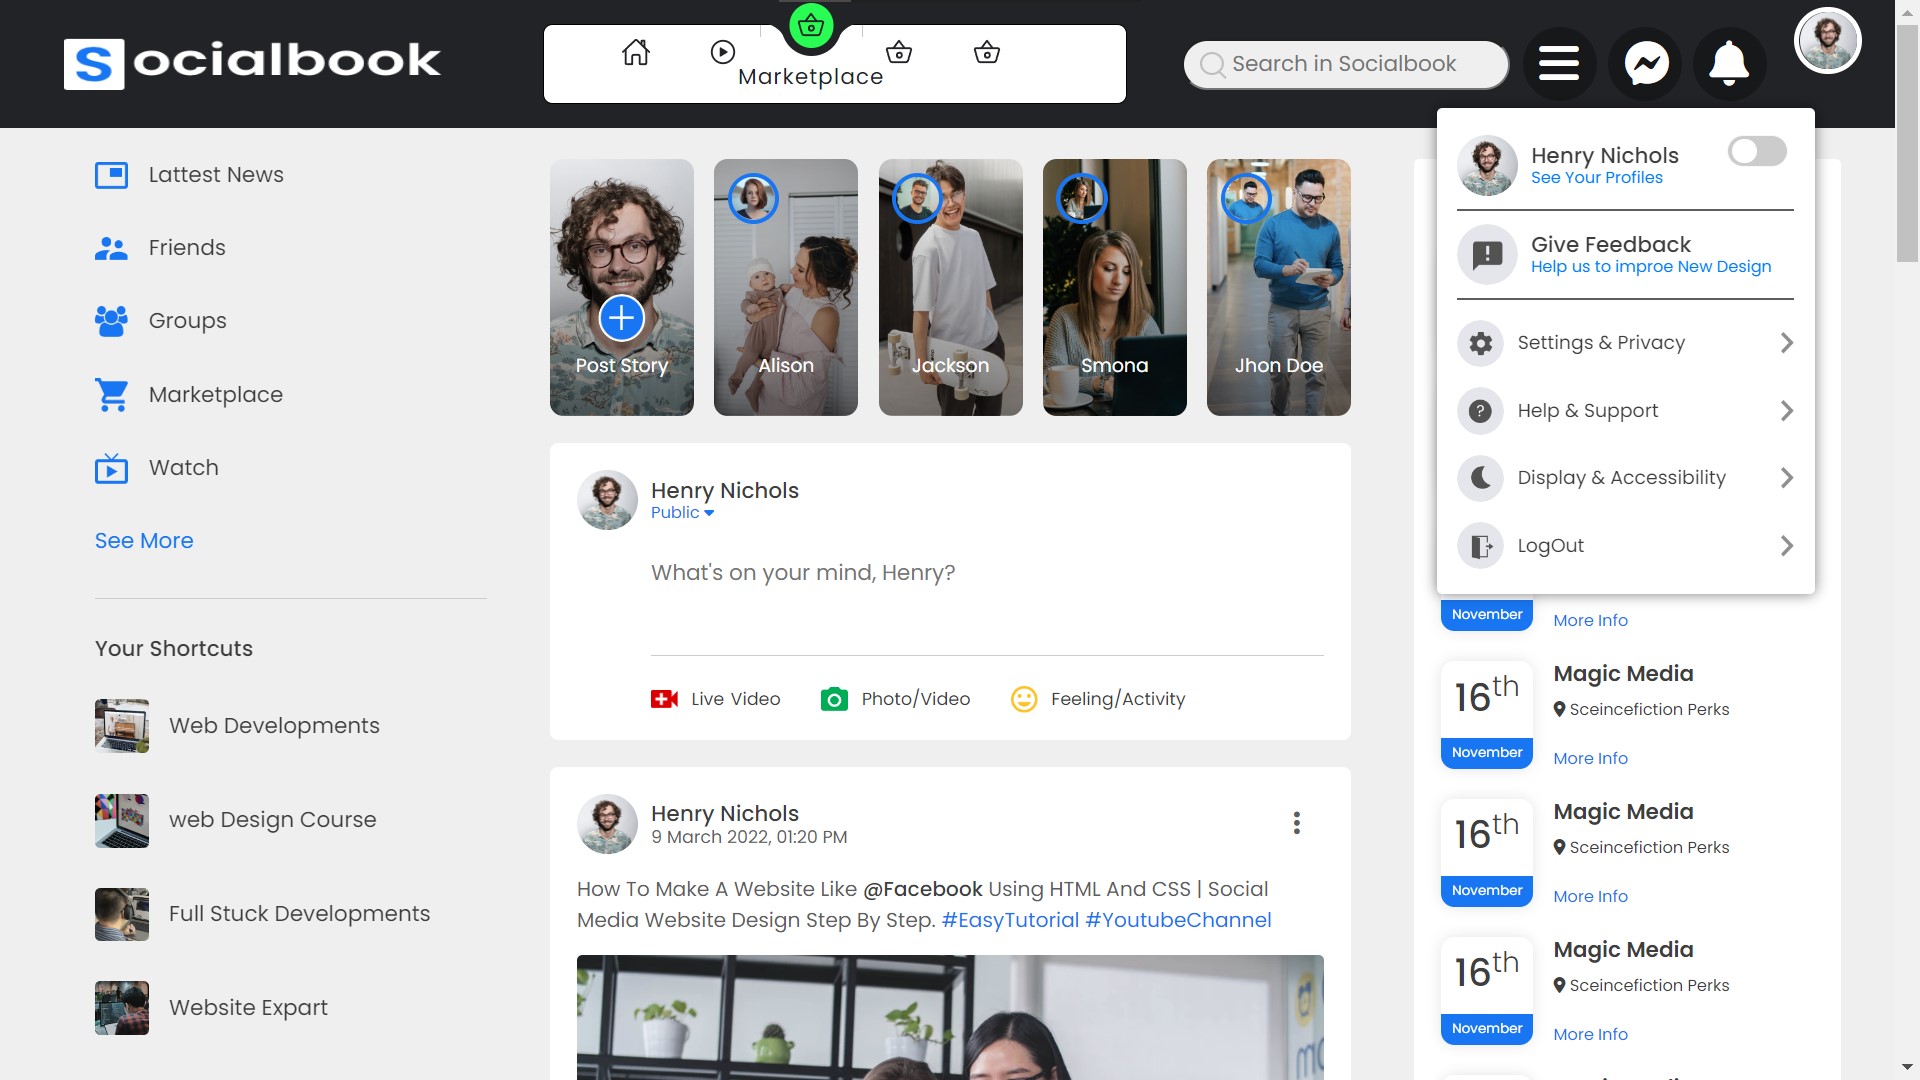 Socialbook
Marketplace
Search in Socialbook
Lattest News
Friends
Groups
Marketplace
Watch
See More
Your Shortcuts
Web Developments
web Design Course
Full Stuck Developments
Website Expart
Post Story
Alison
Jackson
Smona
Jhon Doe
Henry Nichols
Public
What's on your mind, Henry?
Live Video
Photo/Video
Feeling/Activity
Henry Nichols
9 March 2022, 01:20 PM
How To Make A Website Like @Facebook Using HTML And CSS | Social
Media Website Design Step By Step. #EasyTutorial #YoutubeChannel
Henry Nichols
See Your Profiles
Give Feedback
Help us to improe New Design
Settings & Privacy
Help & Support
Display & Accessibility
LogOut
November
More Info
16th
November
Magic Media
Sceincefiction Perks
More Info
16th
November
Magic Media
Sceincefiction Perks
More Info
16th
November
Magic Media
Sceincefiction Perks
More Info